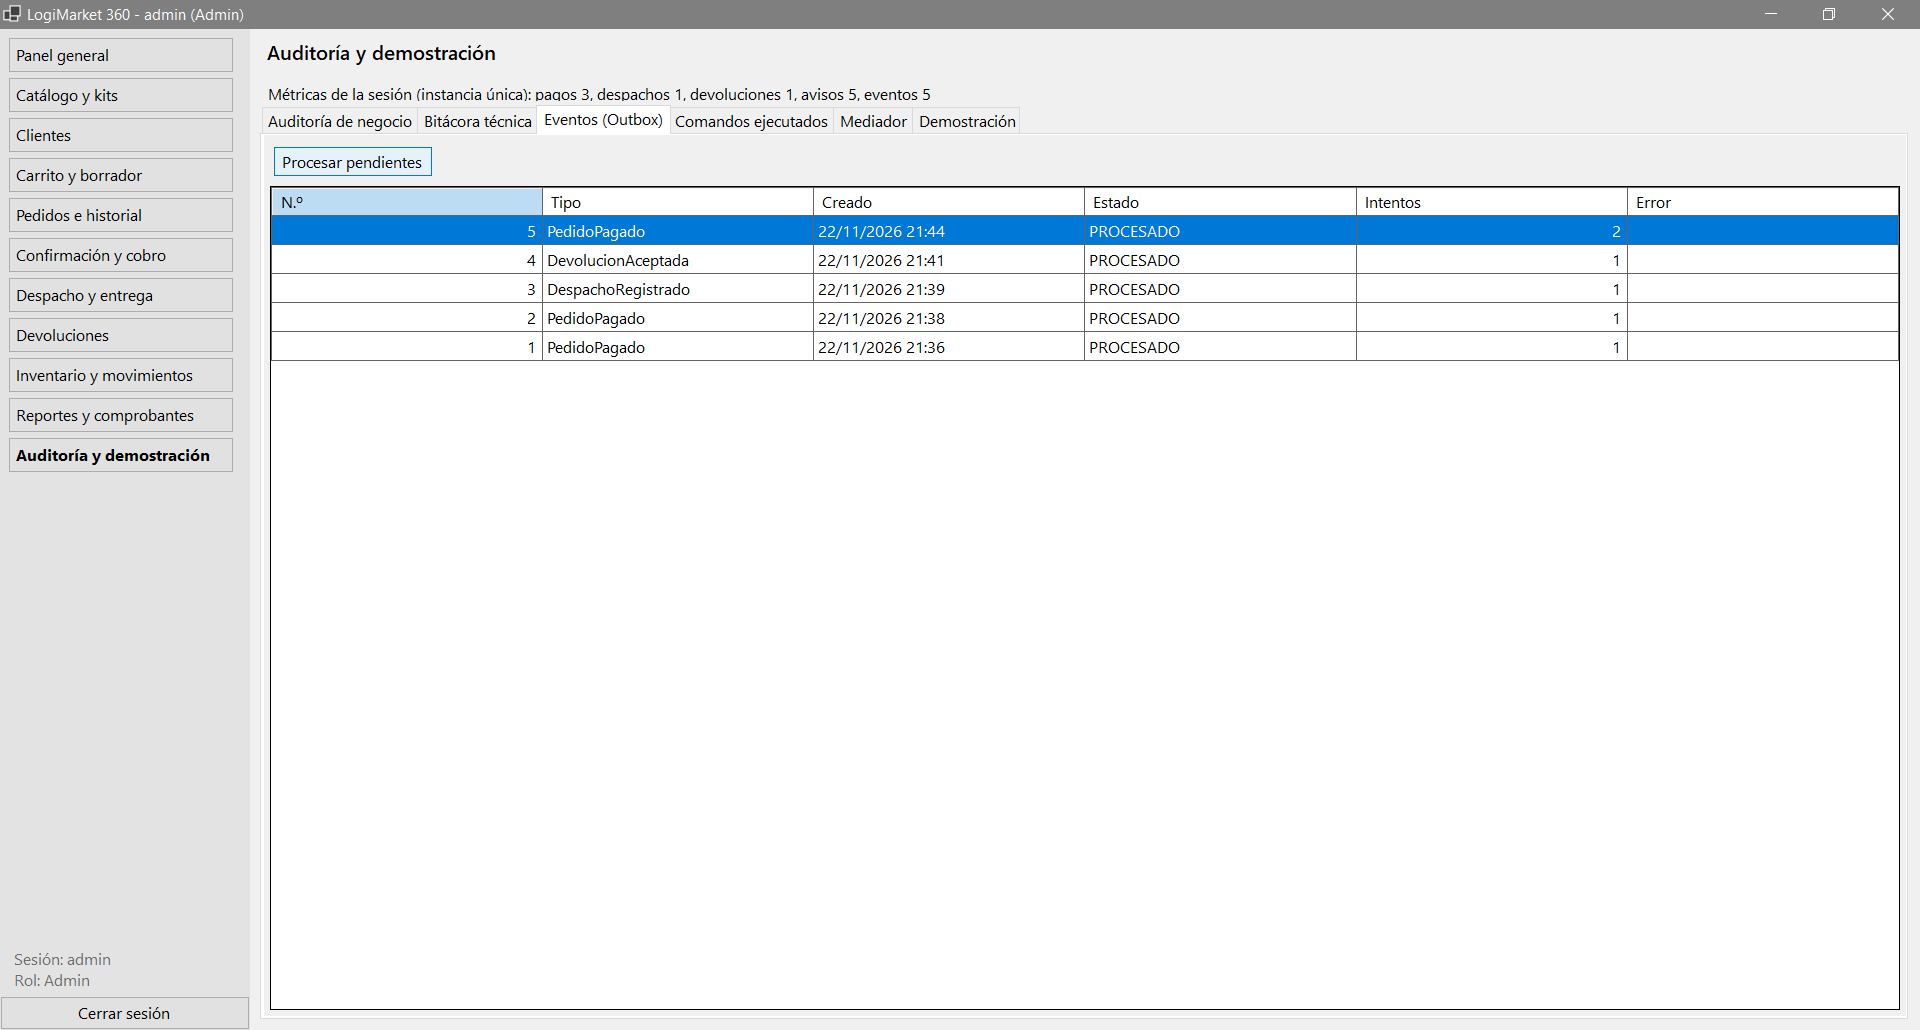 LogiMarket 360 - admin (Admin)
Panel general
Catálogo y kits
Clientes
Carrito y borrador
Pedidos e historial
Confirmación y cobro
Despacho y entrega
Devoluciones
Inventario y movimientos
Reportes y comprobantes
Auditoría y demostración
Sesión: admin
Rol: Admin
Cerrar sesión
Auditoría y demostración
Métricas de la sesión (instancia única): pagos 3, despachos 1, devoluciones 1, avisos 5, eventos 5
Auditoría de negocio Bitácora técnica Eventos (Outbox) Comandos ejecutados Mediador Demostración
Procesar pendientes
N.º Tipo Creado Estado Intentos Error
5 PedidoPagado 22/11/2026 21:44 PROCESADO 2
4 DevolucionAceptada 22/11/2026 21:41 PROCESADO 1
3 DespachoRegistrado 22/11/2026 21:39 PROCESADO 1
2 PedidoPagado 22/11/2026 21:38 PROCESADO 1
1 PedidoPagado 22/11/2026 21:36 PROCESADO 1